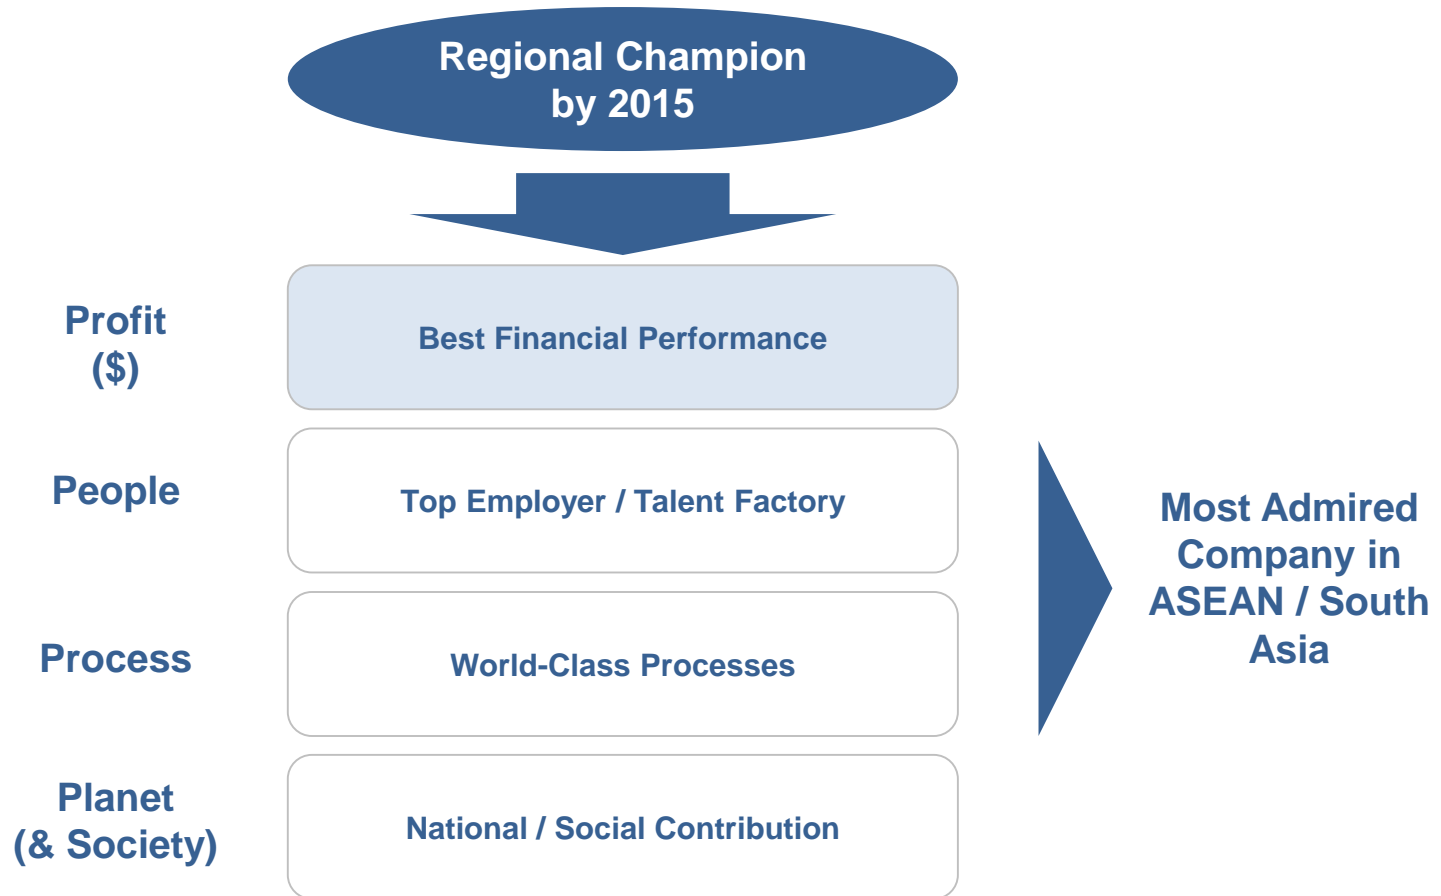 Regional Champion
by 2015
Profit
($)
Best Financial Performance
People
Top Employer / Talent Factory
Process
World-Class Processes
Planet
(& Society)
National / Social Contribution
Most Admired
Company in
ASEAN / South
Asia